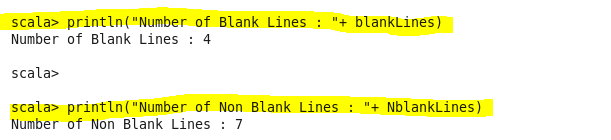 scala> println("Number of Blank Lines : "+ blankLines)
Number of Blank Lines : 4
scala>
scala> println("Number of Non Blank Lines : "+ NblankLines)
Number of Non Blank Lines : 7